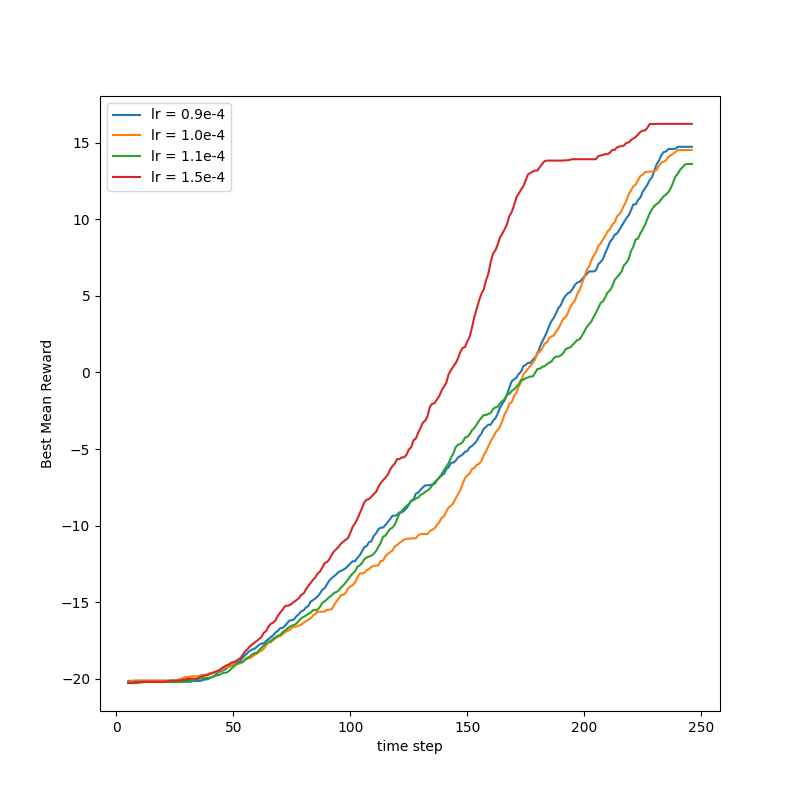 lr = 0.9e-4
lr = 1.0e-4
lr = 1.1e-4
lr = 1.5e-4
15
10
5
0
−5
−10
−15
−20
Best Mean Reward
0 50 100 150 200 250
time step